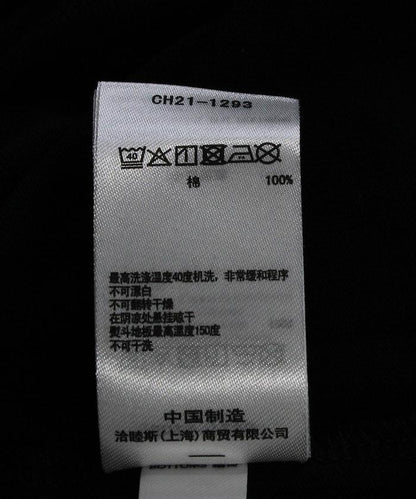 CH21-1293
40
棉 100%
最高洗涤温度40度机洗，非常缓和程序
不可漂白
不可翻转干燥
在阴凉处悬挂晾干
熨斗地板最高温度150度
不可干洗
中国制造
洽睦斯(上海)商贸有限公司